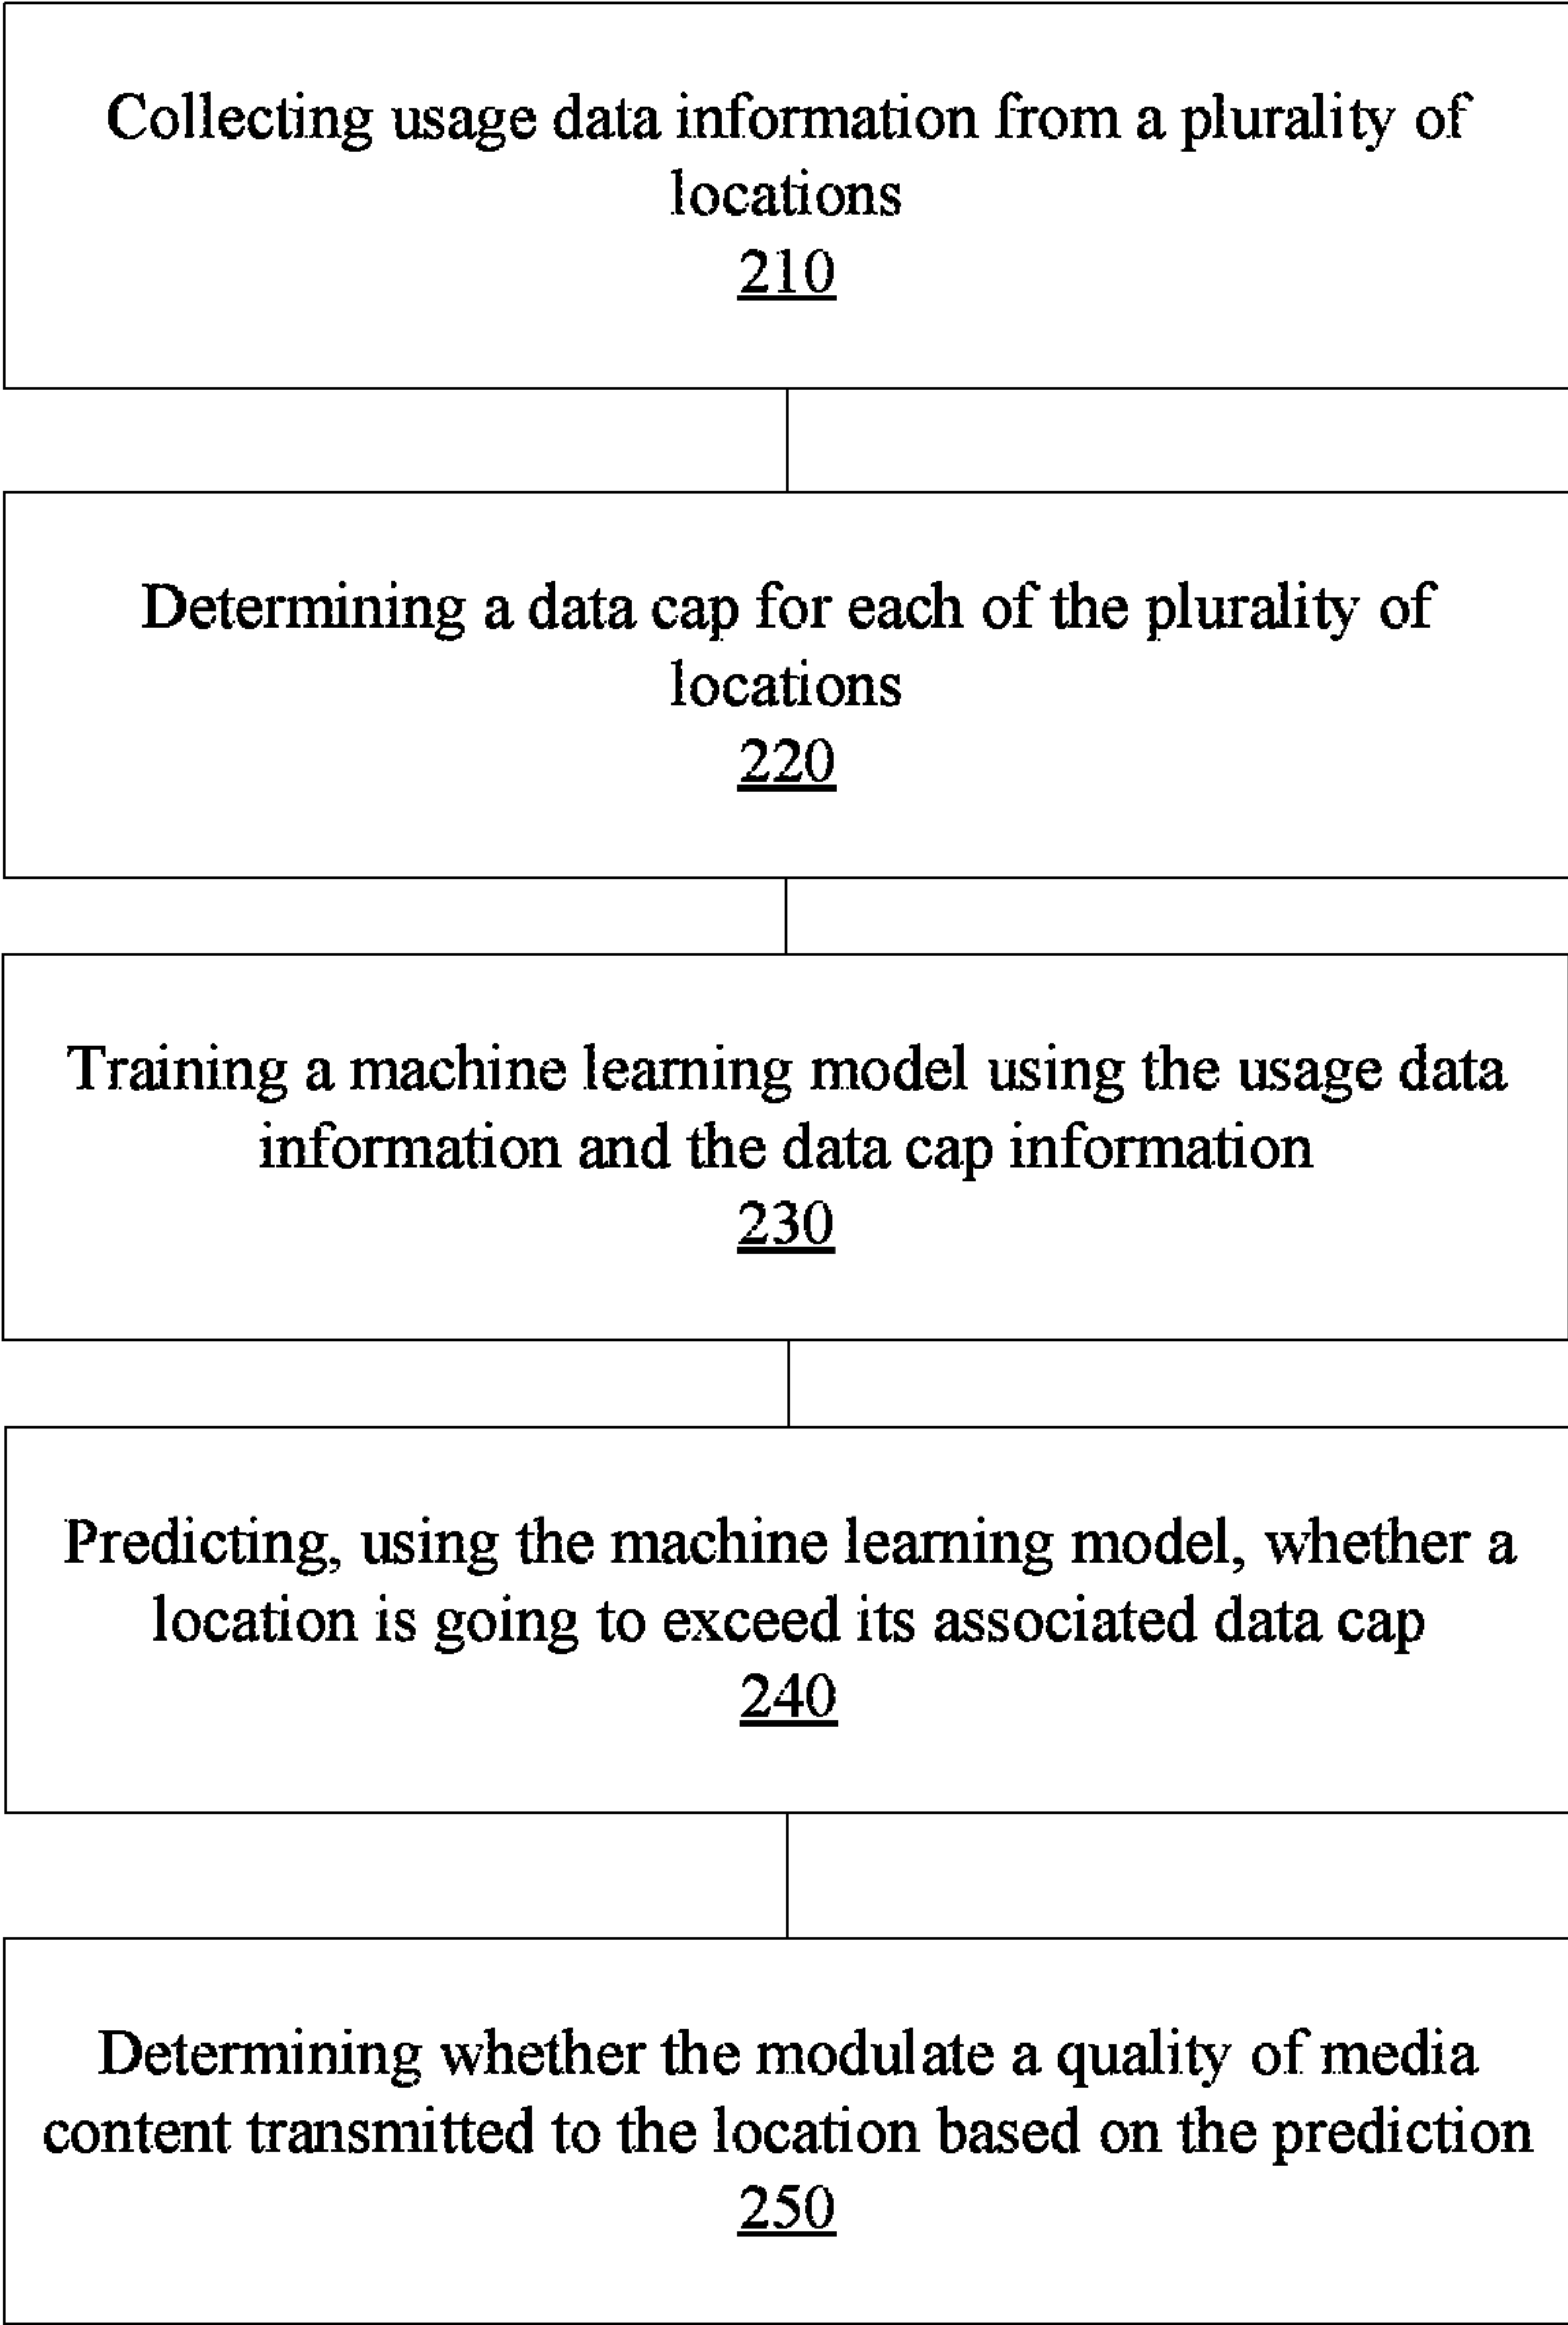 Collecting usage data information from a plurality of
locations
210
Determining a data cap for each of the plurality of
locations
220
Training a machine learning model using the usage data
information and the data cap information
230
Predicting, using the machine learning model, whether a
location is going to exceed its associated data cap
240
Determining whether the modulate a quality of media
content transmitted to the location based on the prediction
250